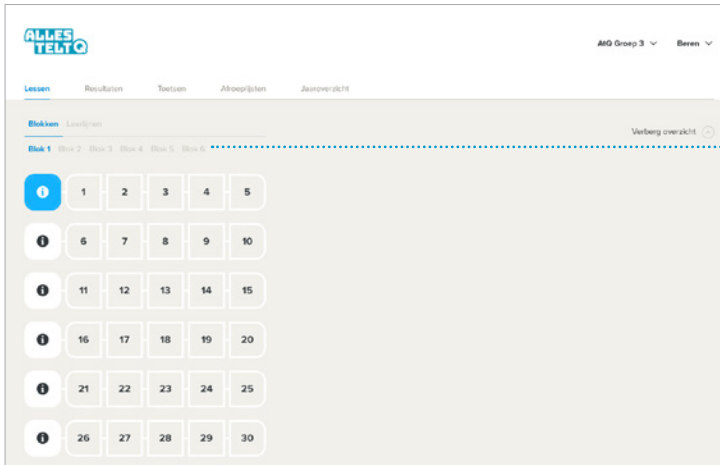 ALLES
TELT Q
AtQ Groep 3
Beren
Lessen Resultaten Toetsen Afroeplijsten Jaaroverzicht
Blokken Leerlijnen
Verberg overzicht
Blok 1 Blok 2 Blok 3 Blok 4 Blok 5 Blok 6
i 1 2 3 4 5
i 6 7 8 9 10
i 11 12 13 14 15
i 16 17 18 19 20
i 21 22 23 24 25
i 26 27 28 29 30